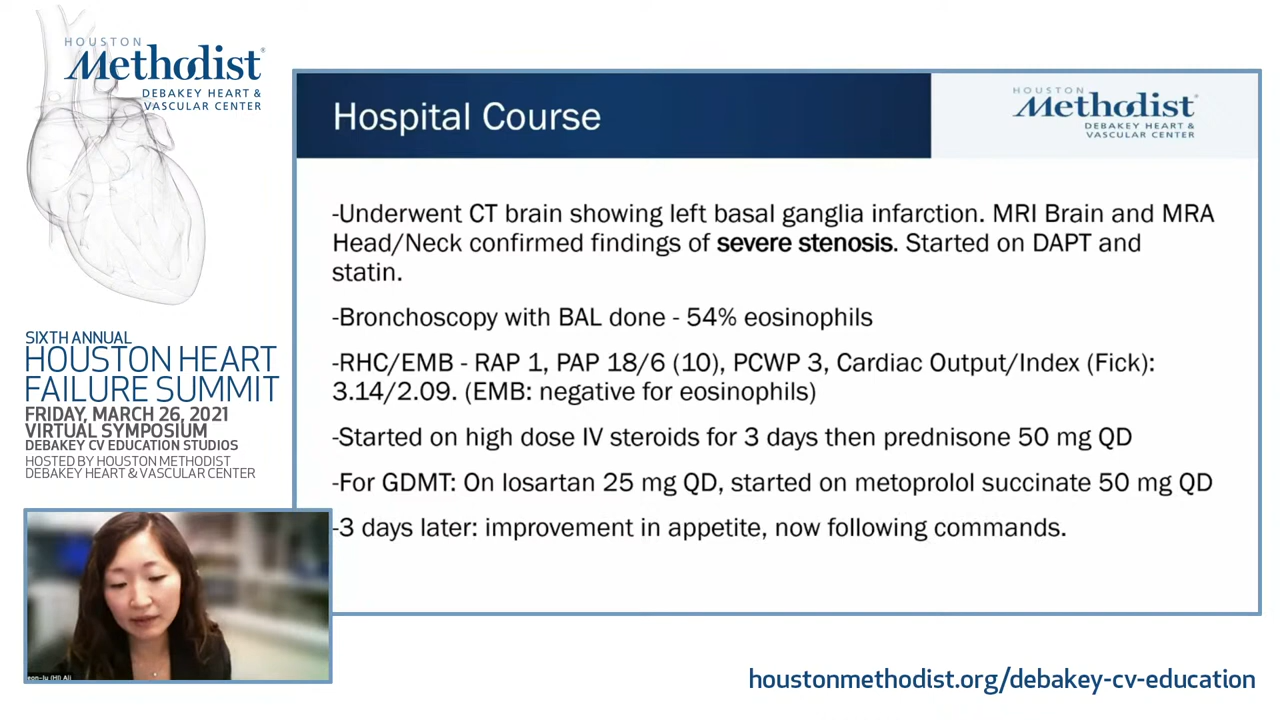 HOUSTON
Methodist
DEBAKEY HEART &
VASCULAR CENTER
SIXTH ANNUAL
HOUSTON HEART
FAILURE SUMMIT
FRIDAY, MARCH 26, 2021
VIRTUAL SYMPOSIUM
DEBAKEY CV EDUCATION STUDIOS
HOSTED BY HOUSTON METHODIST
DEBAKEY HEART & VASCULAR CENTER
Hospital Course
HOUSTON
Methodist
DEBAKEY HEART &
VASCULAR CENTER
-Underwent CT brain showing left basal ganglia infarction. MRI Brain and MRA
Head/Neck confirmed findings of severe stenosis. Started on DAPT and
statin.
-Bronchoscopy with BAL done - 54% eosinophils
-RHC/EMB - RAP 1, PAP 18/6 (10), PCWP 3, Cardiac Output/Index (Fick):
3.14/2.09. (EMB: negative for eosinophils)
-Started on high dose IV steroids for 3 days then prednisone 50 mg QD
-For GDMT: On losartan 25 mg QD, started on metoprolol succinate 50 mg QD
-3 days later: improvement in appetite, now following commands.
houstonmethodist.org/debakey-cv-education